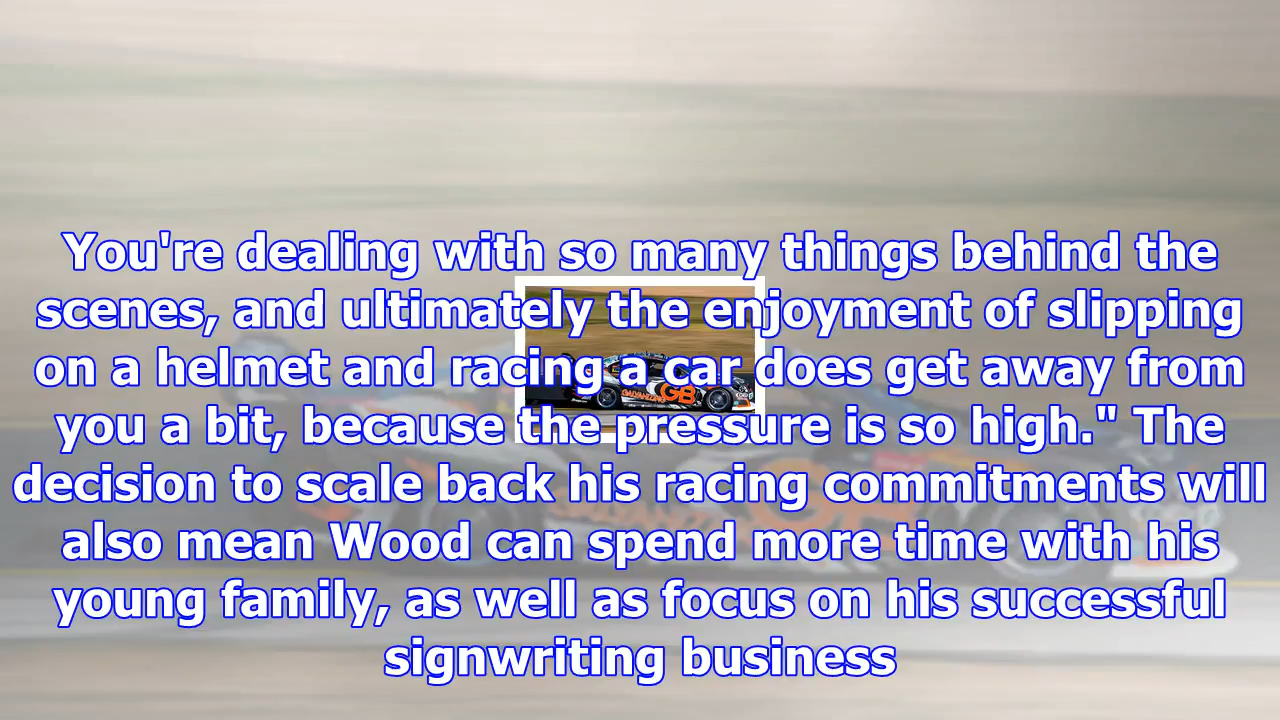 You're dealing with so many things behind the
scenes, and ultimately the enjoyment of slipping
on a helmet and racing a car does get away from
you a bit, because the pressure is so high." The
decision to scale back his racing commitments will
also mean Wood can spend more time with his
young family, as well as focus on his successful
signwriting business
GB
GALVANIZING